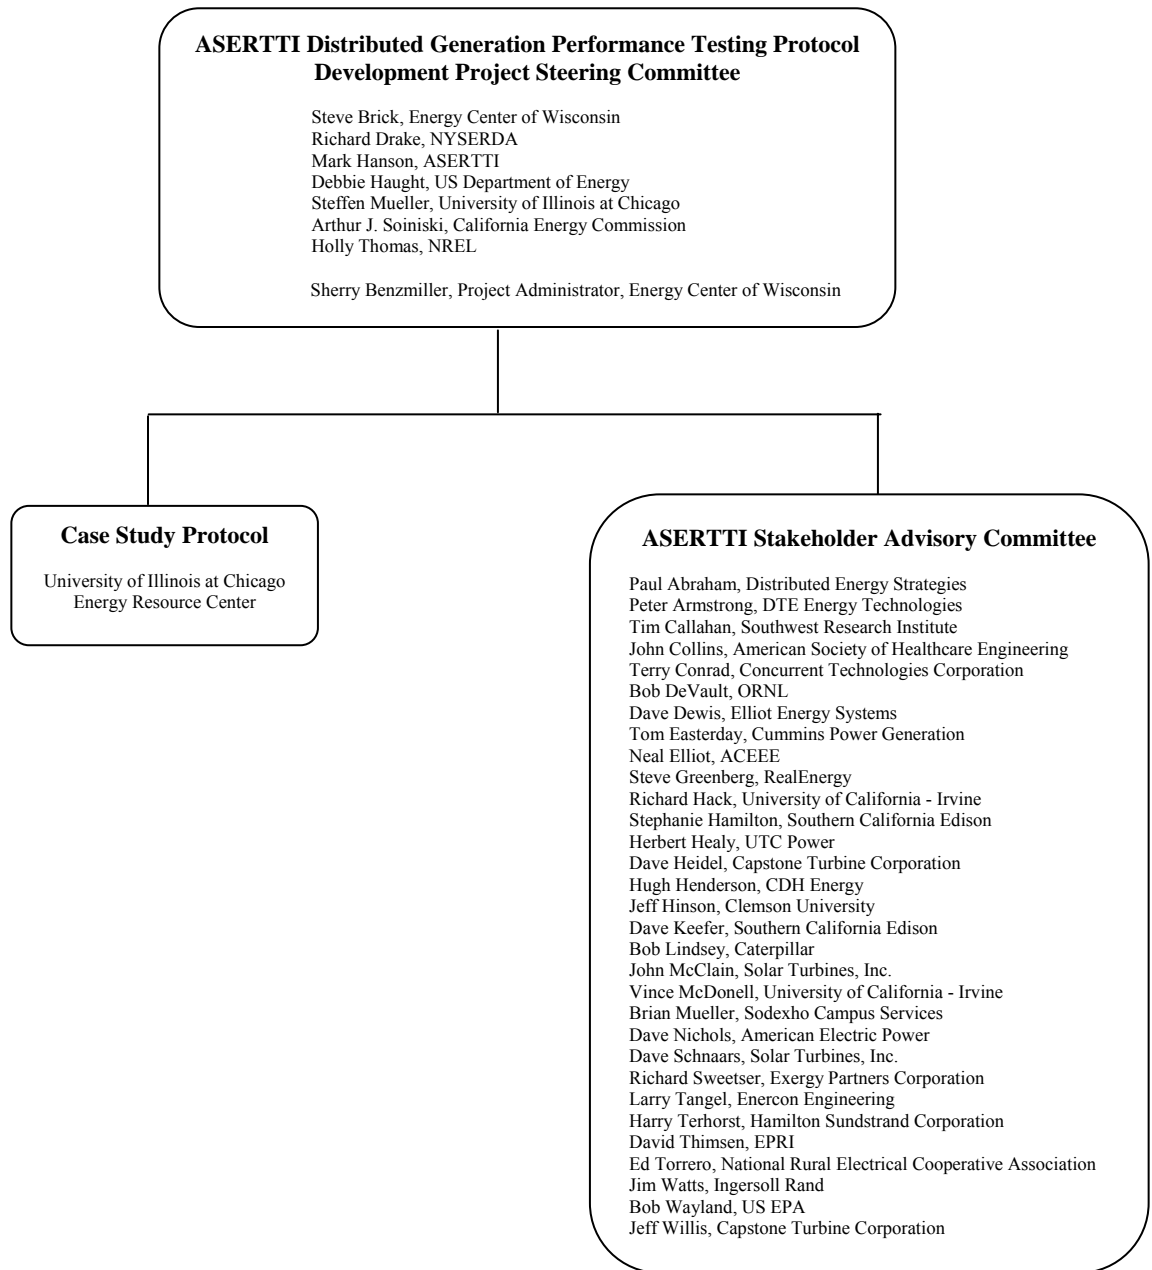 ASERTTI Distributed Generation Performance Testing Protocol
Development Project Steering Committee
Steve Brick, Energy Center of Wisconsin
Richard Drake, NYSERDA
Mark Hanson, ASERTTI
Debbie Haught, US Department of Energy
Steffen Mueller, University of Illinois at Chicago
Arthur J. Soiniski, California Energy Commission
Holly Thomas, NREL
Sherry Benzmiller, Project Administrator, Energy Center of Wisconsin
Case Study Protocol
University of Illinois at Chicago
Energy Resource Center
ASERTTI Stakeholder Advisory Committee
Paul Abraham, Distributed Energy Strategies
Peter Armstrong, DTE Energy Technologies
Tim Callahan, Southwest Research Institute
John Collins, American Society of Healthcare Engineering
Terry Conrad, Concurrent Technologies Corporation
Bob DeVault, ORNL
Dave Dewis, Elliot Energy Systems
Tom Easterday, Cummins Power Generation
Neal Elliot, ACEEE
Steve Greenberg, RealEnergy
Richard Hack, University of California - Irvine
Stephanie Hamilton, Southern California Edison
Herbert Healy, UTC Power
Dave Heidel, Capstone Turbine Corporation
Hugh Henderson, CDH Energy
Jeff Hinson, Clemson University
Dave Keefer, Southern California Edison
Bob Lindsey, Caterpillar
John McClain, Solar Turbines, Inc.
Vince McDonell, University of California - Irvine
Brian Mueller, Sodexho Campus Services
Dave Nichols, American Electric Power
Dave Schnaars, Solar Turbines, Inc.
Richard Sweetser, Exergy Partners Corporation
Larry Tangel, Enercon Engineering
Harry Terhorst, Hamilton Sundstrand Corporation
David Thimsen, EPRI
Ed Torrero, National Rural Electrical Cooperative Association
Jim Watts, Ingersoll Rand
Bob Wayland, US EPA
Jeff Willis, Capstone Turbine Corporation